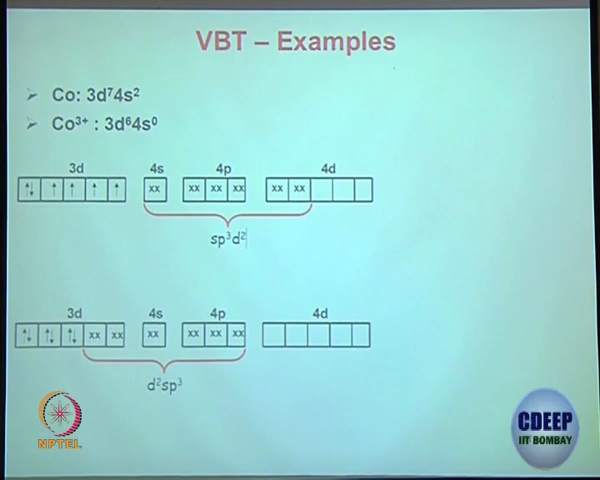 VBT – Examples
➢ Co: 3d⁷4s²
➢ Co³⁺ : 3d⁶4s⁰
3d 4s 4p 4d
↑↓ ↑ ↑ ↑ ↑ xx xx xx xx xx xx
sp³d²
3d 4s 4p 4d
↑↓ ↑↓ ↑↓ xx xx xx xx xx xx
d²sp³
NPTEL
CDEEP
IIT BOMBAY